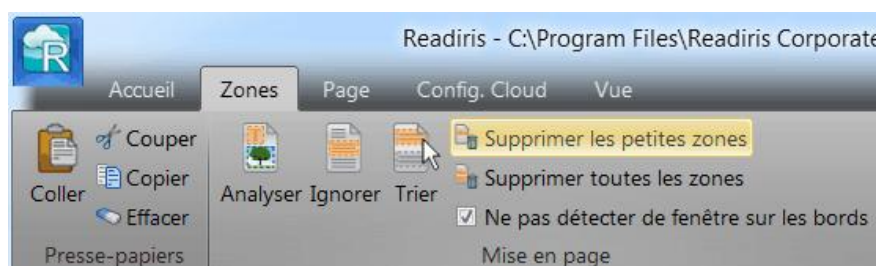 Readiris - C:\Program Files\Readiris Corporate
Accueil Zones Page Config. Cloud Vue
Coller
Couper
Copier
Effacer
Presse-papiers
Analyser Ignorer Trier
Supprimer les petites zones
Supprimer toutes les zones
Ne pas détecter de fenêtre sur les bords
Mise en page